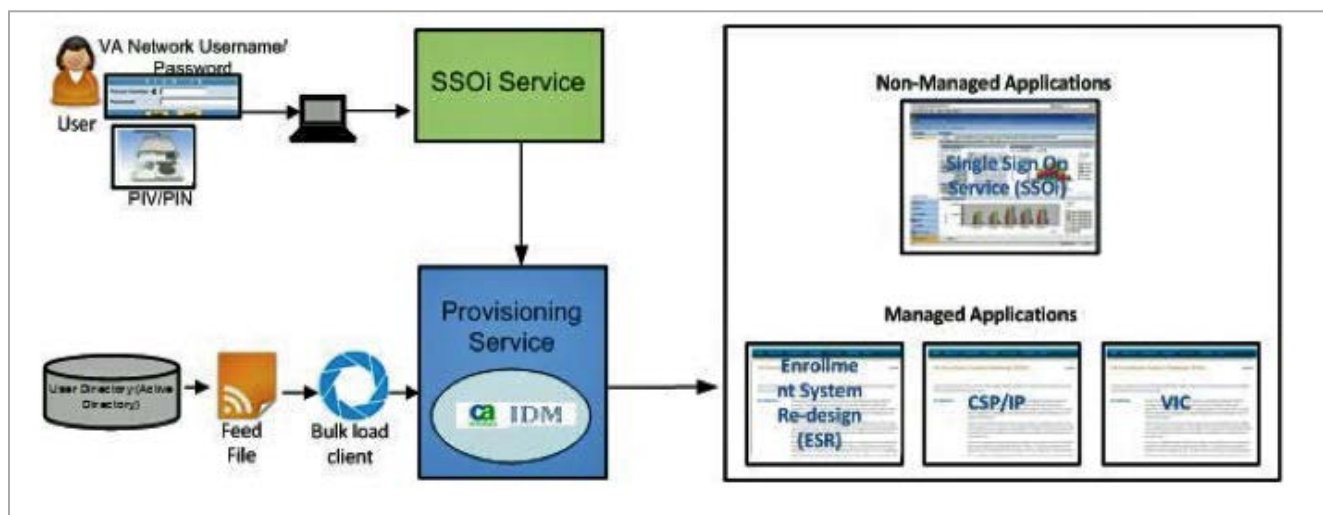 VA Network Username/
Password
User
PIV/PIN
SSOi Service
Non-Managed Applications
Single Sign On
Service (SSOi)
Provisioning
Service
ca IDM
Managed Applications
User Directory (Active
Directory)
Feed
File
Bulk load
client
Enrollme
nt System
Re-design
(ESR)
CSP/IP
VIC